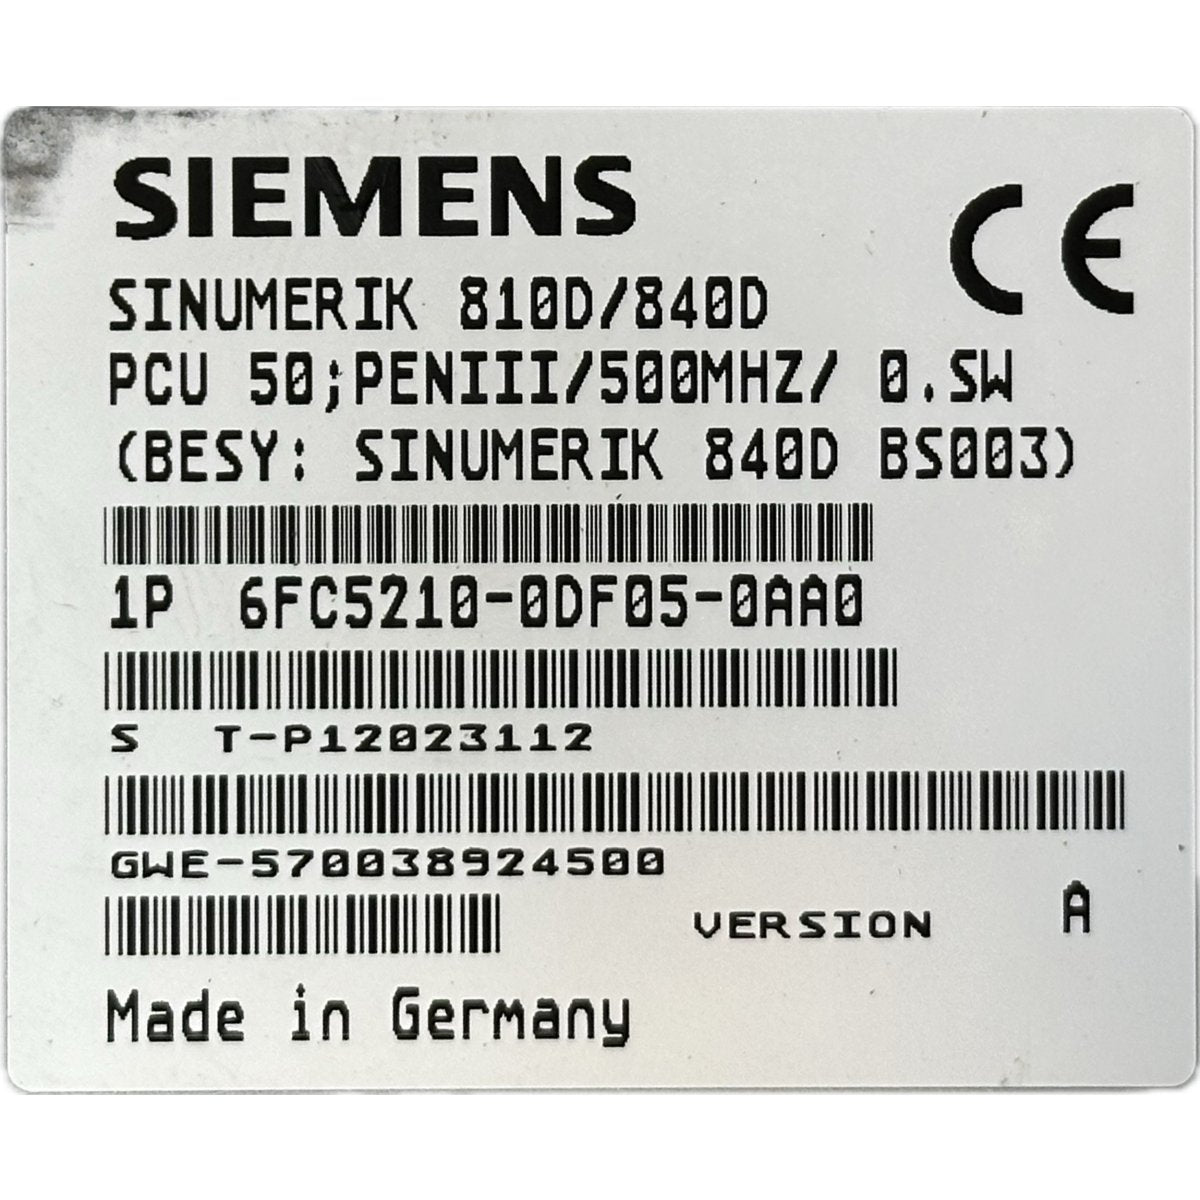 SIEMENS
CE
SINUMERIK 810D/840D
PCU 50;PENIII/500MHZ/ 0.SW
(BESY: SINUMERIK 840D BS003)
1P 6FC5210-0DF05-0AA0
S T-P12023112
GWE-570038924500
VERSION A
Made in Germany